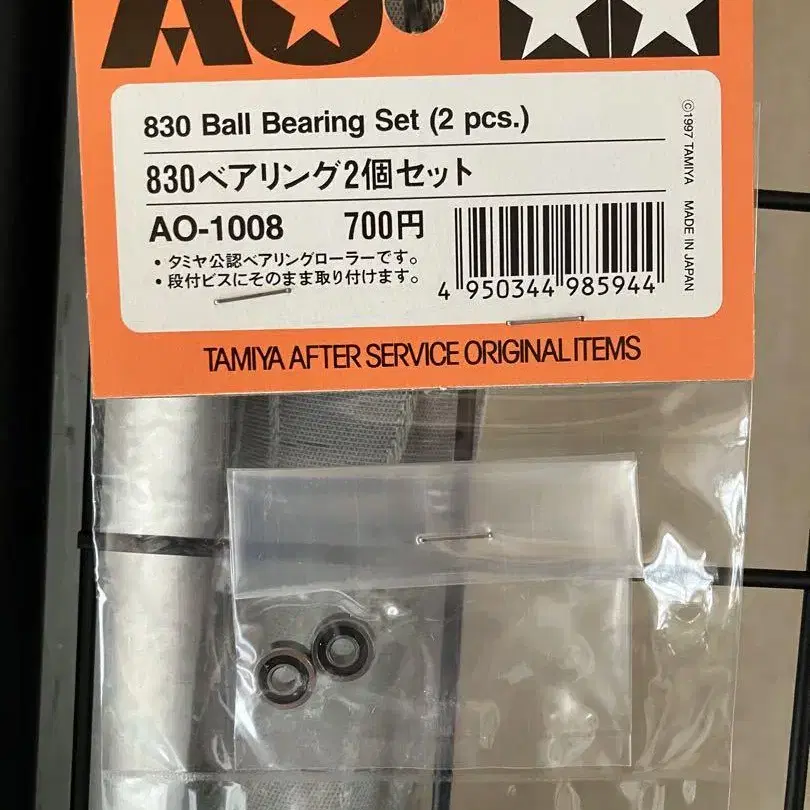 AO
830 Ball Bearing Set (2 pcs.)
830ベアリング2個セット
AO-1008 700円
・タミヤ公認ベアリングローラーです。
・段付ビスにそのまま取り付けます。
4 950344 985944
©1997 TAMIYA MADE IN JAPAN
TAMIYA AFTER SERVICE ORIGINAL ITEMS